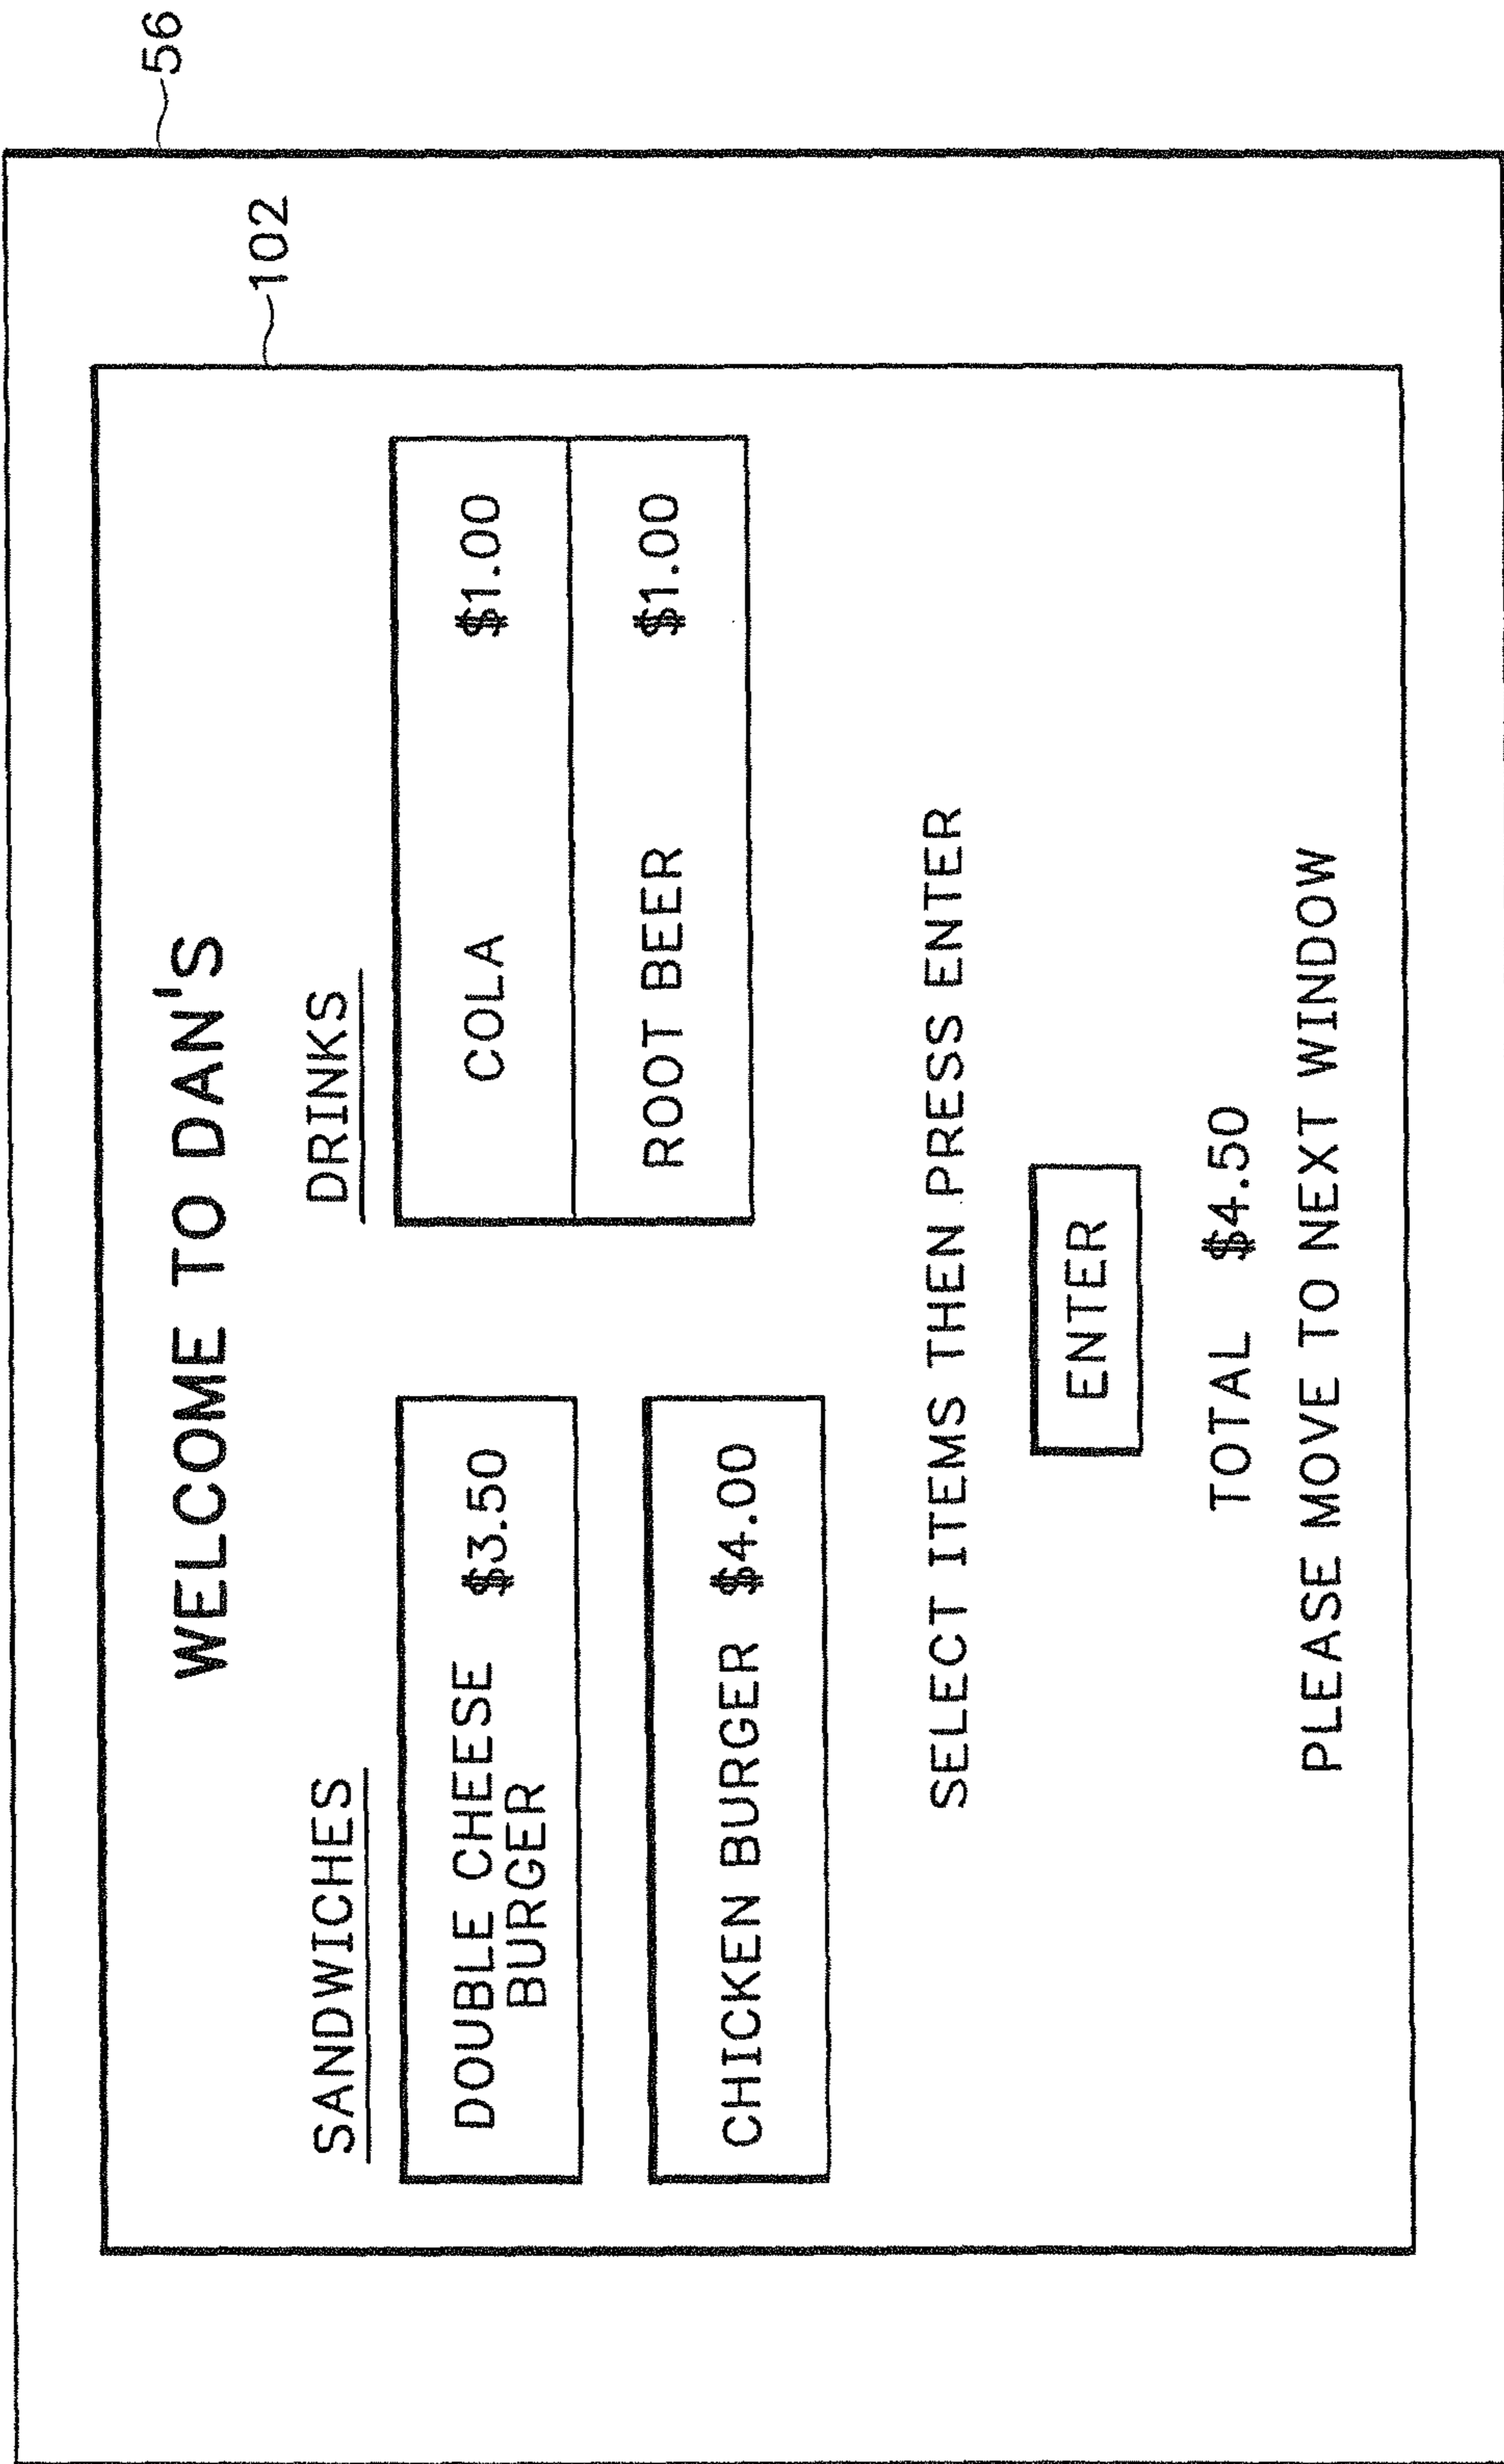 56
102
WELCOME TO DAN'S
SANDWICHES
DOUBLE CHEESE BURGER $3.50
CHICKEN BURGER $4.00
DRINKS
COLA $1.00
ROOT BEER $1.00
SELECT ITEMS THEN PRESS ENTER
ENTER
TOTAL $4.50
PLEASE MOVE TO NEXT WINDOW